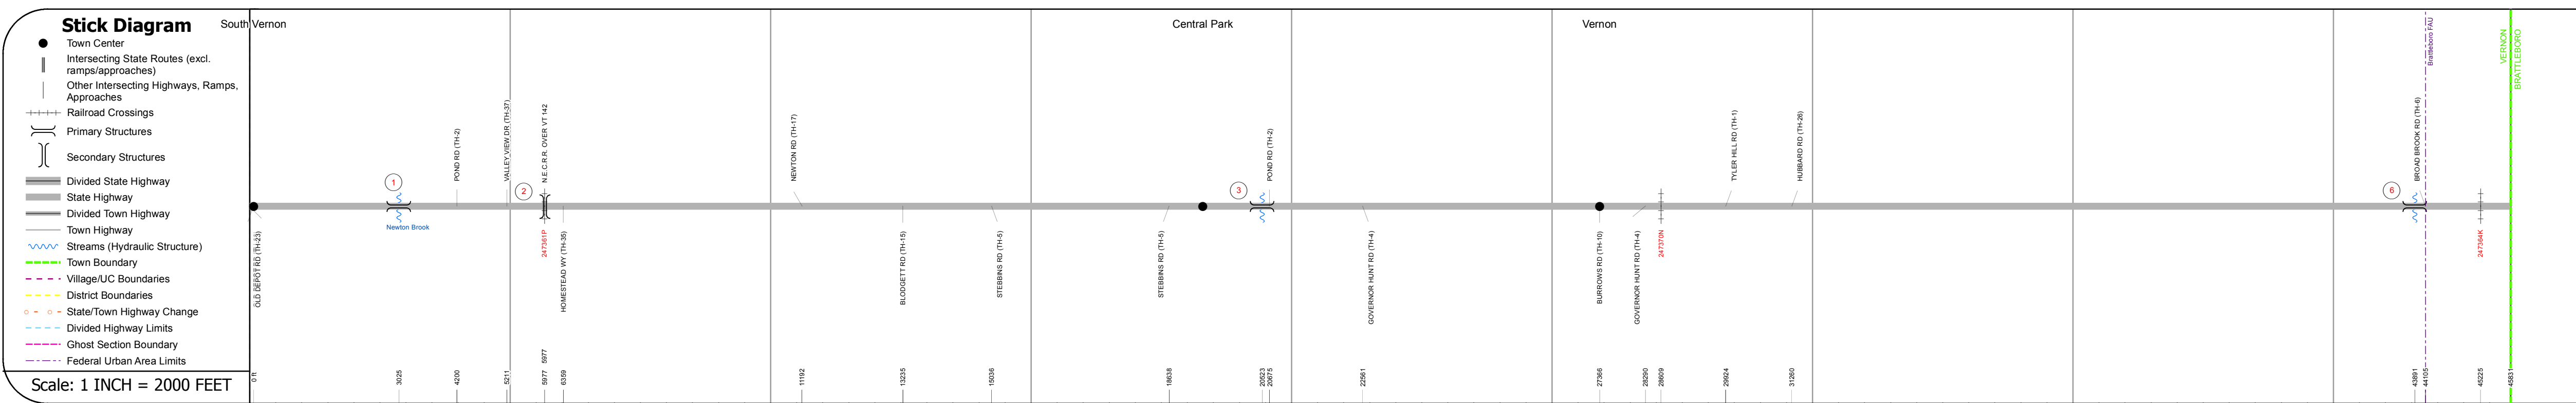 Stick Diagram
Town Center
Intersecting State Routes (excl.
ramps/approaches)
Other Intersecting Highways, Ramps,
Approaches
Railroad Crossings
Primary Structures
Secondary Structures
Divided State Highway
State Highway
Divided Town Highway
Town Highway
Streams (Hydraulic Structure)
Town Boundary
Village/UC Boundaries
District Boundaries
State/Town Highway Change
Divided Highway Limits
Ghost Section Boundary
Federal Urban Area Limits
Scale: 1 INCH = 2000 FEET
South Vernon
Central Park
Vernon
VERNON
BRATTLEBORO
Brattleboro FAU
POND RD (TH-2)
VALLEY VIEW DR (TH-37)
N.E.C.R.R. OVER VT 142
NEWTON RD (TH-17)
POND RD (TH-2)
TYLER HILL RD (TH-1)
HUBBARD RD (TH-26)
BROAD BROOK RD (TH-6)
1
2
3
6
Newton Brook
OLD DEPOT RD (TH-23)
247361P
HOMESTEAD WY (TH-35)
BLODGETT RD (TH-15)
STEBBINS RD (TH-5)
STEBBINS RD (TH-5)
GOVERNOR HUNT RD (TH-4)
BURROWS RD (TH-10)
GOVERNOR HUNT RD (TH-4)
247370N
247364K
0 ft
3025
4200
5211
5977
5977
6359
11192
13235
15036
18638
20523
20675
22561
27366
28290
28609
29924
31260
43891
44105
45225
45831